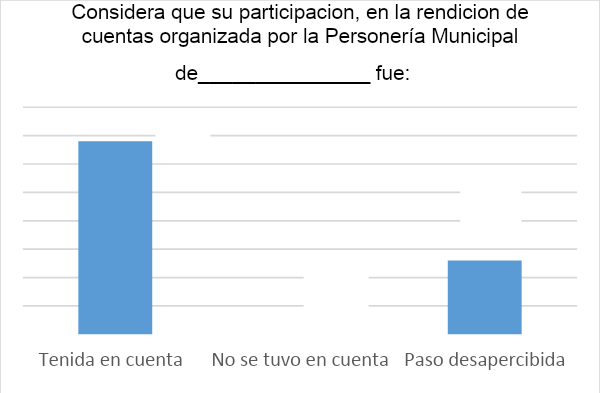 Considera que su participacion, en la rendicion de
cuentas organizada por la Personería Municipal
de_______________ fue:
Tenida en cuenta
No se tuvo en cuenta
Paso desapercibida